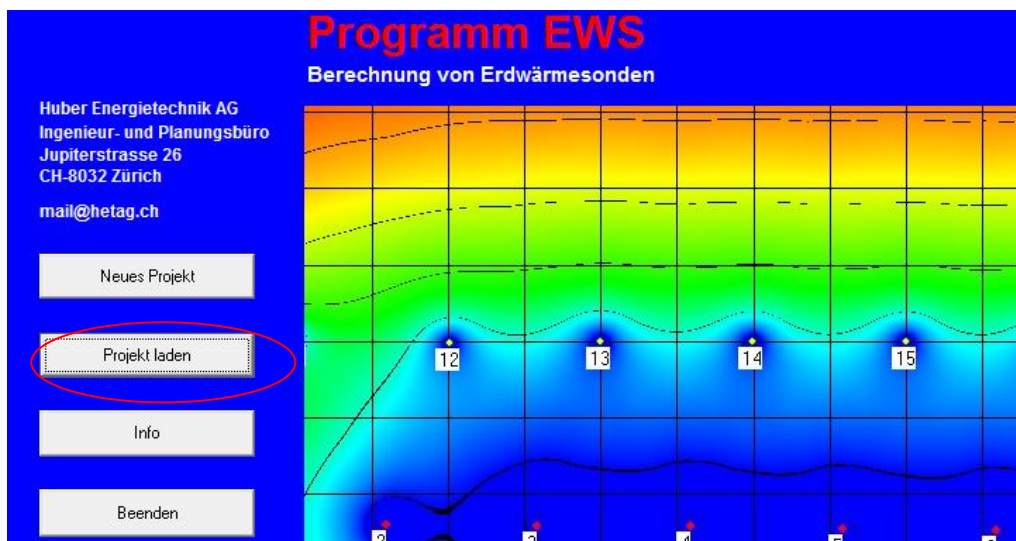 Programm EWS
Berechnung von Erdwärmesonden
Huber Energietechnik AG
Ingenieur- und Planungsbüro
Jupiterstrasse 26
CH-8032 Zürich
mail@hetag.ch
Neues Projekt
Projekt laden
Info
Beenden
12
13
14
15